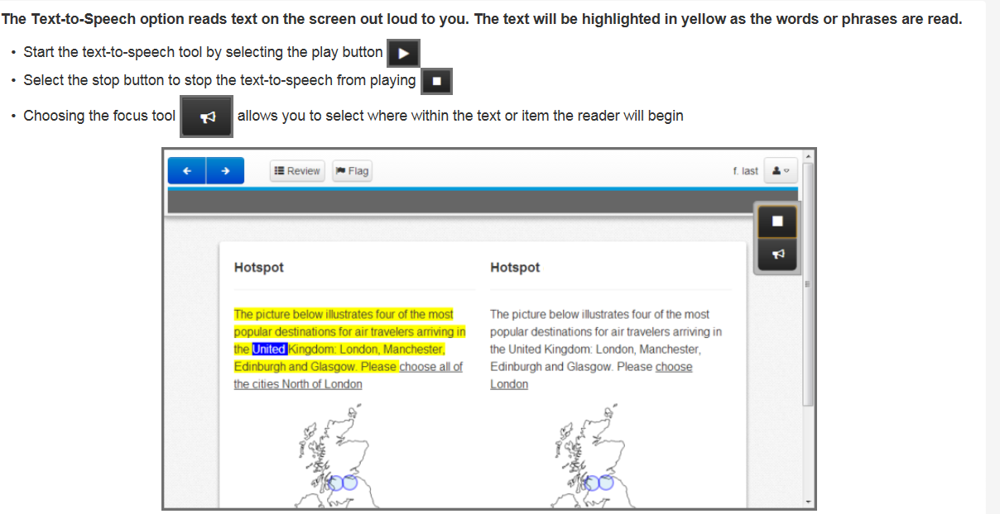 The Text-to-Speech option reads text on the screen out loud to you. The text will be highlighted in yellow as the words or phrases are read.
• Start the text-to-speech tool by selecting the play button
• Select the stop button to stop the text-to-speech from playing
• Choosing the focus tool allows you to select where within the text or item the reader will begin
Review Flag f. last
Hotspot
The picture below illustrates four of the most
popular destinations for air travelers arriving in
the United Kingdom: London, Manchester,
Edinburgh and Glasgow. Please choose all of
the cities North of London
Hotspot
The picture below illustrates four of the most
popular destinations for air travelers arriving in
the United Kingdom: London, Manchester,
Edinburgh and Glasgow. Please choose
London